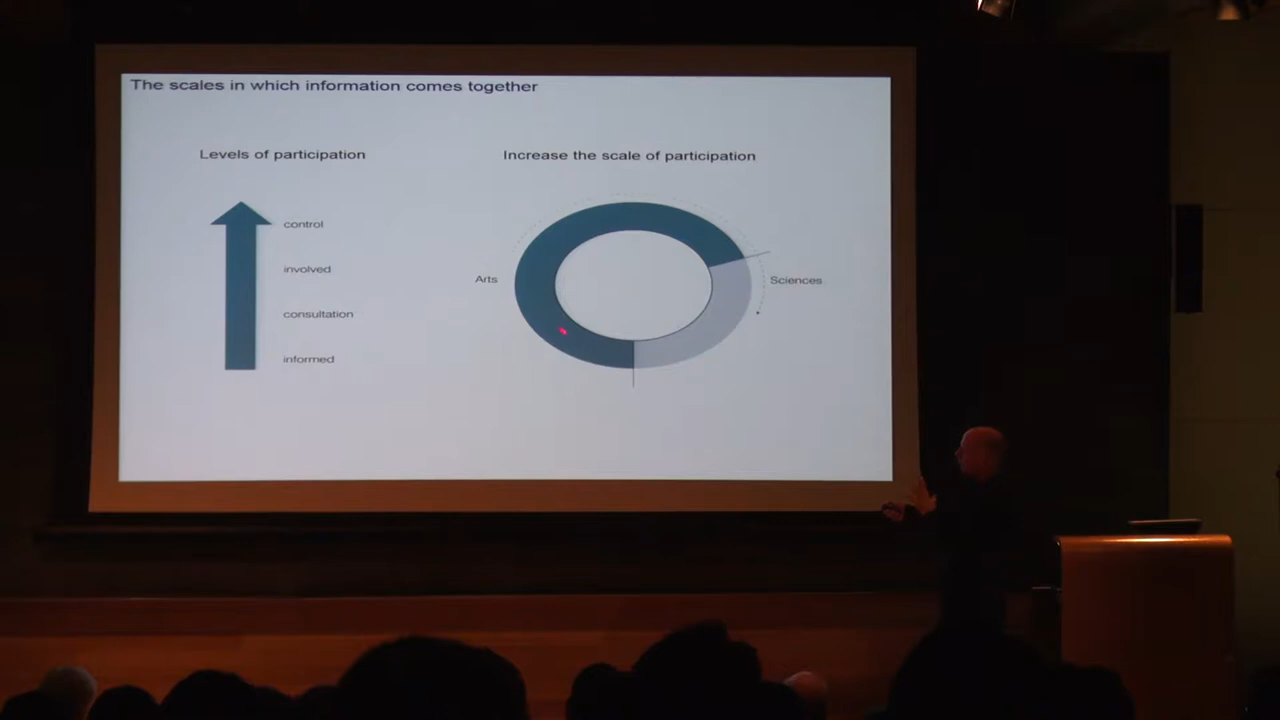 The scales in which information comes together
Levels of participation
control
involved
consultation
informed
Increase the scale of participation
Arts
Sciences